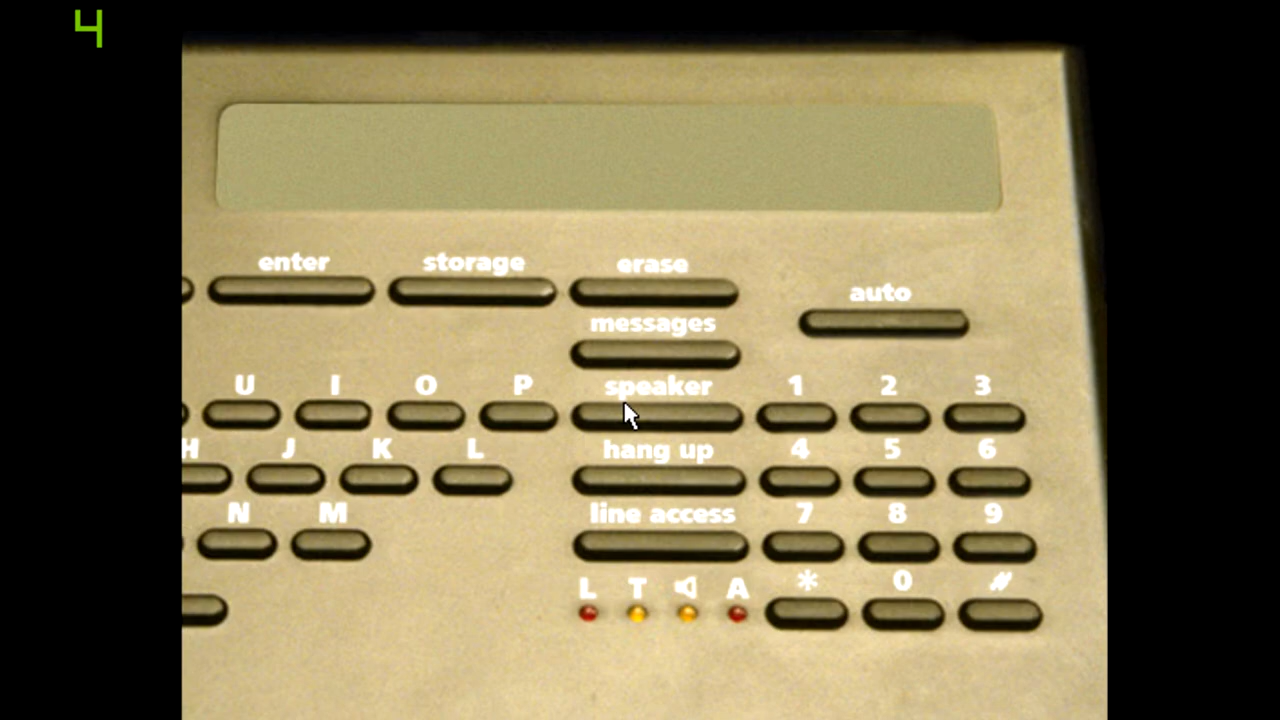 4
enter storage erase
auto
messages
U I O P speaker 1 2 3
H J K L hang up 4 5 6
N M line access 7 8 9
L T A * 0 #